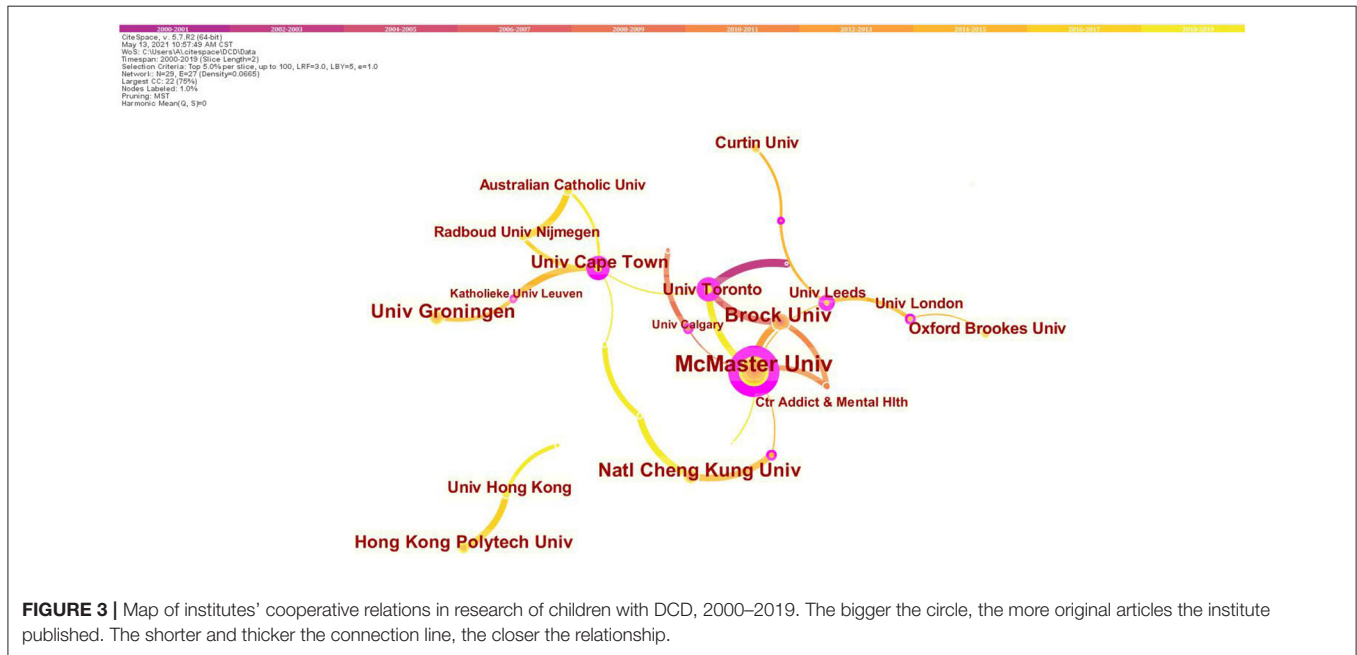 2000-2001 2002-2003 2004-2005 2006-2007 2008-2009 2010-2011 2012-2013 2014-2015 2016-2017 2018-2019
CiteSpace, v. 5.7.R2 (64-bit)
May 13, 2021 10:57:49 AM CST
WoS: C:\Users\A\.citespace\DCD\Data
Timespan: 2000-2019 (Slice Length=2)
Selection Criteria: Top 5.0% per slice, up to 100, LRF=3.0, LBY=5, e=1.0
Network: N=29, E=27 (Density=0.0665)
Largest CC: 22 (75%)
Nodes Labeled: 1.0%
Pruning: MST
Harmonic Mean(Q, S)=0
Curtin Univ
Australian Catholic Univ
Radboud Univ Nijmegen
Univ Cape Town
Katholieke Univ Leuven
Univ Groningen
Univ Toronto
Univ Leeds
Univ London
Univ Calgary
Brock Univ
Oxford Brookes Univ
McMaster Univ
Ctr Addict & Mental Hlth
Natl Cheng Kung Univ
Univ Hong Kong
Hong Kong Polytech Univ
FIGURE 3 | Map of institutes' cooperative relations in research of children with DCD, 2000–2019. The bigger the circle, the more original articles the institute
published. The shorter and thicker the connection line, the closer the relationship.